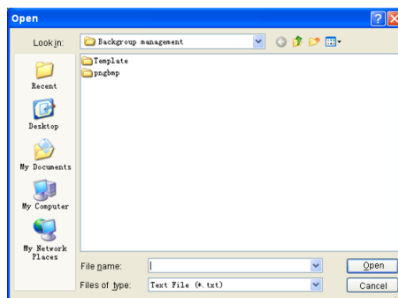 Open
Look in:
Backgroup management
Template
pngbmp
Recent
Desktop
My Documents
My Computer
My Network
Places
File name:
Open
Files of type:
Text File (*.txt)
Cancel